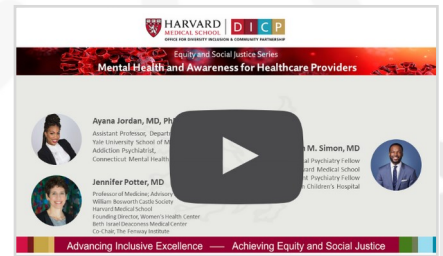 HARVARD
MEDICAL SCHOOL
DICP
OFFICE FOR DIVERSITY INCLUSION & COMMUNITY PARTNERSHIP
Equity and Social Justice Series
Mental Health and Awareness for Healthcare Providers
Ayana Jordan, MD, Ph
Assistant Professor, Depart
Yale University School of M
Addiction Psychiatrist,
Connecticut Mental Health
M. Simon, MD
Psychiatry Fellow
Medical School
Psychiatry Fellow
Children's Hospital
Jennifer Potter, MD
Professor of Medicine, Advisory
William Bosworth Castle Society
Harvard Medical School
Founding Director, Women's Health Center
Beth Israel Deaconess Medical Center
Co-Chair, The Fenway Institute
Advancing Inclusive Excellence — Achieving Equity and Social Justice